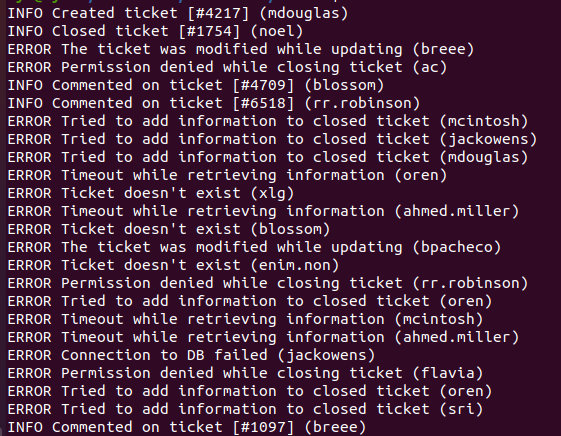 INFO Created ticket [#4217] (mdouglas)
INFO Closed ticket [#1754] (noel)
ERROR The ticket was modified while updating (breee)
ERROR Permission denied while closing ticket (ac)
INFO Commented on ticket [#4709] (blossom)
INFO Commented on ticket [#6518] (rr.robinson)
ERROR Tried to add information to closed ticket (mcintosh)
ERROR Tried to add information to closed ticket (jackowens)
ERROR Tried to add information to closed ticket (mdouglas)
ERROR Timeout while retrieving information (oren)
ERROR Ticket doesn't exist (xlg)
ERROR Timeout while retrieving information (ahmed.miller)
ERROR Ticket doesn't exist (blossom)
ERROR The ticket was modified while updating (bpacheco)
ERROR Ticket doesn't exist (enim.non)
ERROR Permission denied while closing ticket (rr.robinson)
ERROR Tried to add information to closed ticket (oren)
ERROR Timeout while retrieving information (mcintosh)
ERROR Timeout while retrieving information (ahmed.miller)
ERROR Connection to DB failed (jackowens)
ERROR Permission denied while closing ticket (flavia)
ERROR Tried to add information to closed ticket (oren)
ERROR Tried to add information to closed ticket (sri)
INFO Commented on ticket [#1097] (breee)